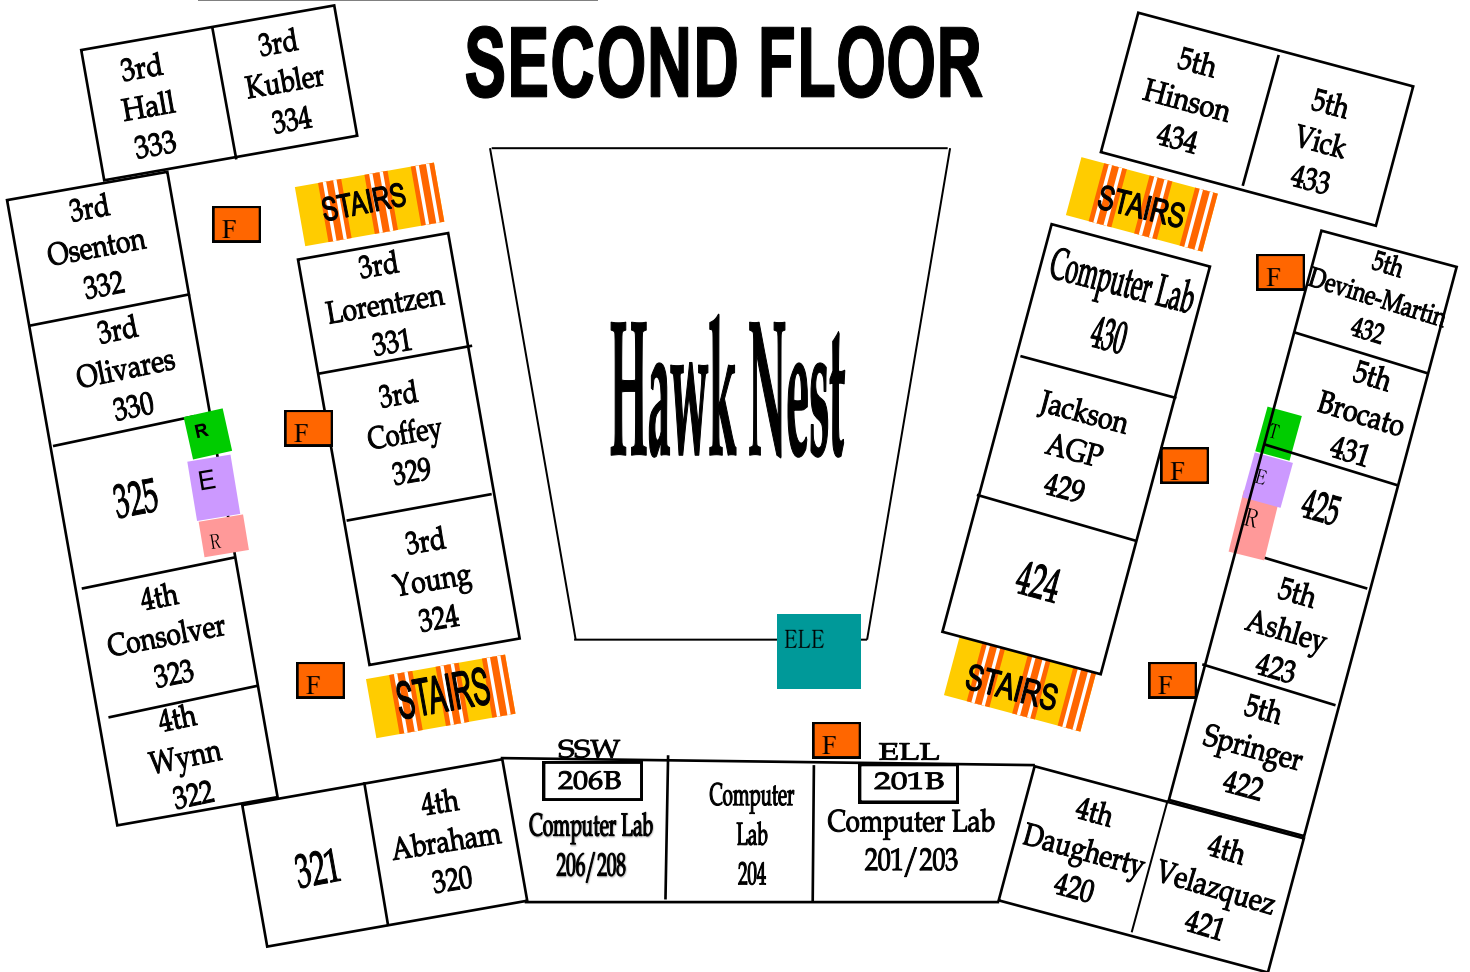 SECOND FLOOR
3rd
Hall
333
3rd
Kubler
334
5th
Hinson
434
5th
Vick
433
3rd
Osenton
332
F
STAIRS
STAIRS
3rd
Lorentzen
331
Computer Lab
430
F
5th
Devine-Martin
432
3rd
Olivares
330
Hawk Nest
F
3rd
Coffey
329
Jackson
AGP
429
F
5th
Brocato
431
R
E
R
325
T
E
R
425
3rd
Young
324
424
4th
Consolver
323
5th
Ashley
423
ELE
F
STAIRS
STAIRS
F
4th
Wynn
322
5th
Springer
422
F
SSW
206B
Computer Lab
206/208
Computer
Lab
204
ELL
201B
Computer Lab
201/203
321
4th
Abraham
320
4th
Daugherty
420
4th
Velazquez
421